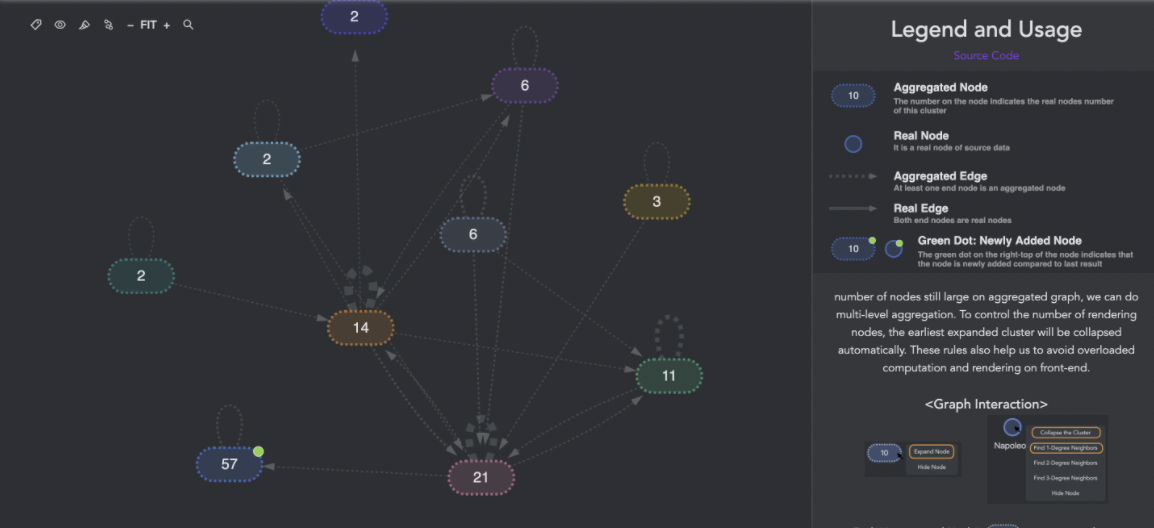 − FIT +
2
6
2
3
6
2
14
11
57
21
Legend and Usage
Source Code
10
Aggregated Node
The number on the node indicates the real nodes number
of this cluster
Real Node
It is a real node of source data
Aggregated Edge
At least one end node is an aggregated node
Real Edge
Both end nodes are real nodes
10
Green Dot: Newly Added Node
The green dot on the right-top of the node indicates that
the node is newly added compared to last result
number of nodes still large on aggregated graph, we can do
multi-level aggregation. To control the number of rendering
nodes, the earliest expanded cluster will be collapsed
automatically. These rules also help us to avoid overloaded
computation and rendering on front-end.
<Graph Interaction>
10
Expand Node
Hide Node
Napoleo
Collapse the Cluster
Find 1-Degree Neighbors
Find 2-Degree Neighbors
Find 3-Degree Neighbors
Hide Node